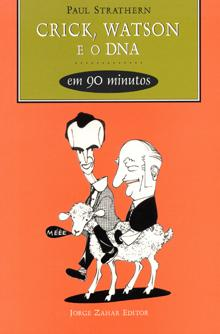 PAUL STRATHERN
CRICK, WATSON
E O DNA
em 90 minutos
MÉÉÉ
JORGE ZAHAR EDITOR